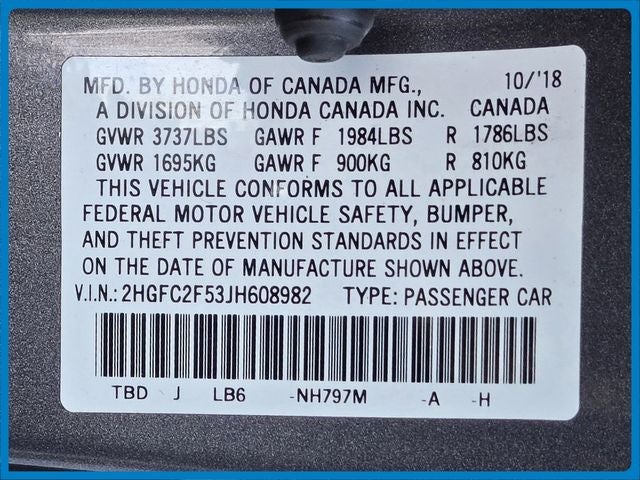 MFD. BY HONDA OF CANADA MFG., 10/'18
A DIVISION OF HONDA CANADA INC. CANADA
GVWR 3737LBS GAWR F 1984LBS R 1786LBS
GVWR 1695KG GAWR F 900KG R 810KG
THIS VEHICLE CONFORMS TO ALL APPLICABLE
FEDERAL MOTOR VEHICLE SAFETY, BUMPER,
AND THEFT PREVENTION STANDARDS IN EFFECT
ON THE DATE OF MANUFACTURE SHOWN ABOVE.
V.I.N.: 2HGFC2F53JH608982 TYPE: PASSENGER CAR
TBD J LB6 -NH797M -A -H